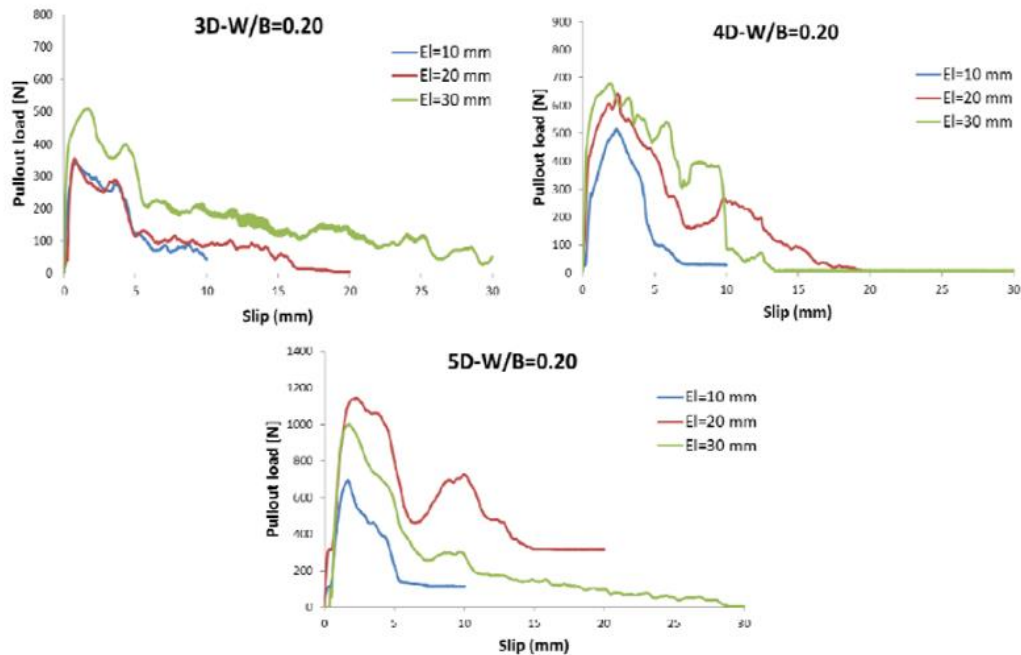 3D-W/B=0.20
Pullout load [N]
800
700
600
500
400
300
200
100
0
El=10 mm
El=20 mm
El=30 mm
0 5 10 15 20 25 30
Slip (mm)
4D-W/B=0.20
Pullout load [N]
900
800
700
600
500
400
300
200
100
0
El=10 mm
El=20 mm
El=30 mm
0 5 10 15 20 25 30
Slip (mm)
5D-W/B=0.20
Pullout load [N]
1400
1200
1000
800
600
400
200
0
El=10 mm
El=20 mm
El=30 mm
0 5 10 15 20 25 30
Slip (mm)